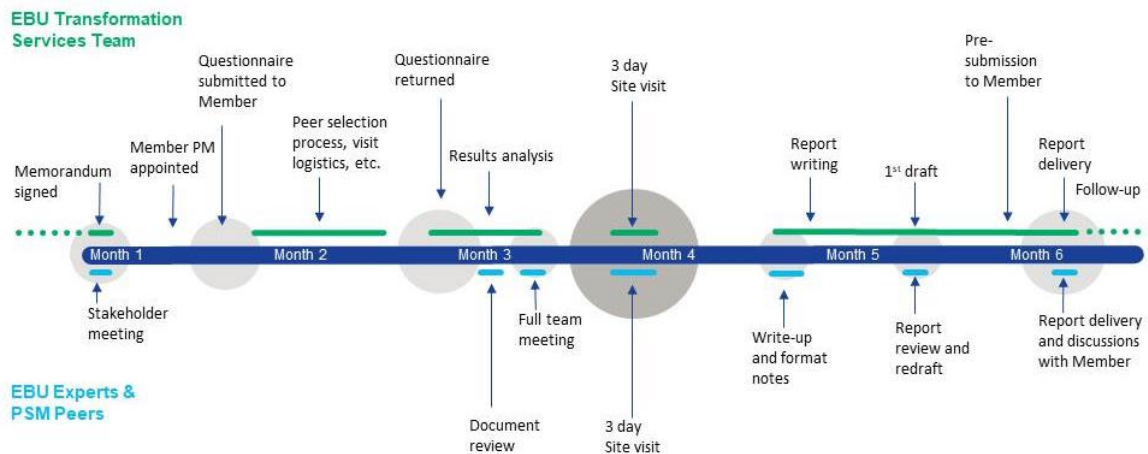 EBU Transformation
Services Team
Questionnaire
submitted to
Member
Questionnaire
returned
3 day
Site visit
Pre-
submission
to Member
Memorandum
signed
Member PM
appointed
Peer selection
process, visit
logistics, etc.
Results analysis
Report
writing
1st draft
Report
delivery
Follow-up
Month 1
Month 2
Month 3
Month 4
Month 5
Month 6
Stakeholder
meeting
Full team
meeting
Write-up
and format
notes
Report
review and
redraft
Report delivery
and discussions
with Member
EBU Experts &
PSM Peers
Document
review
3 day
Site visit